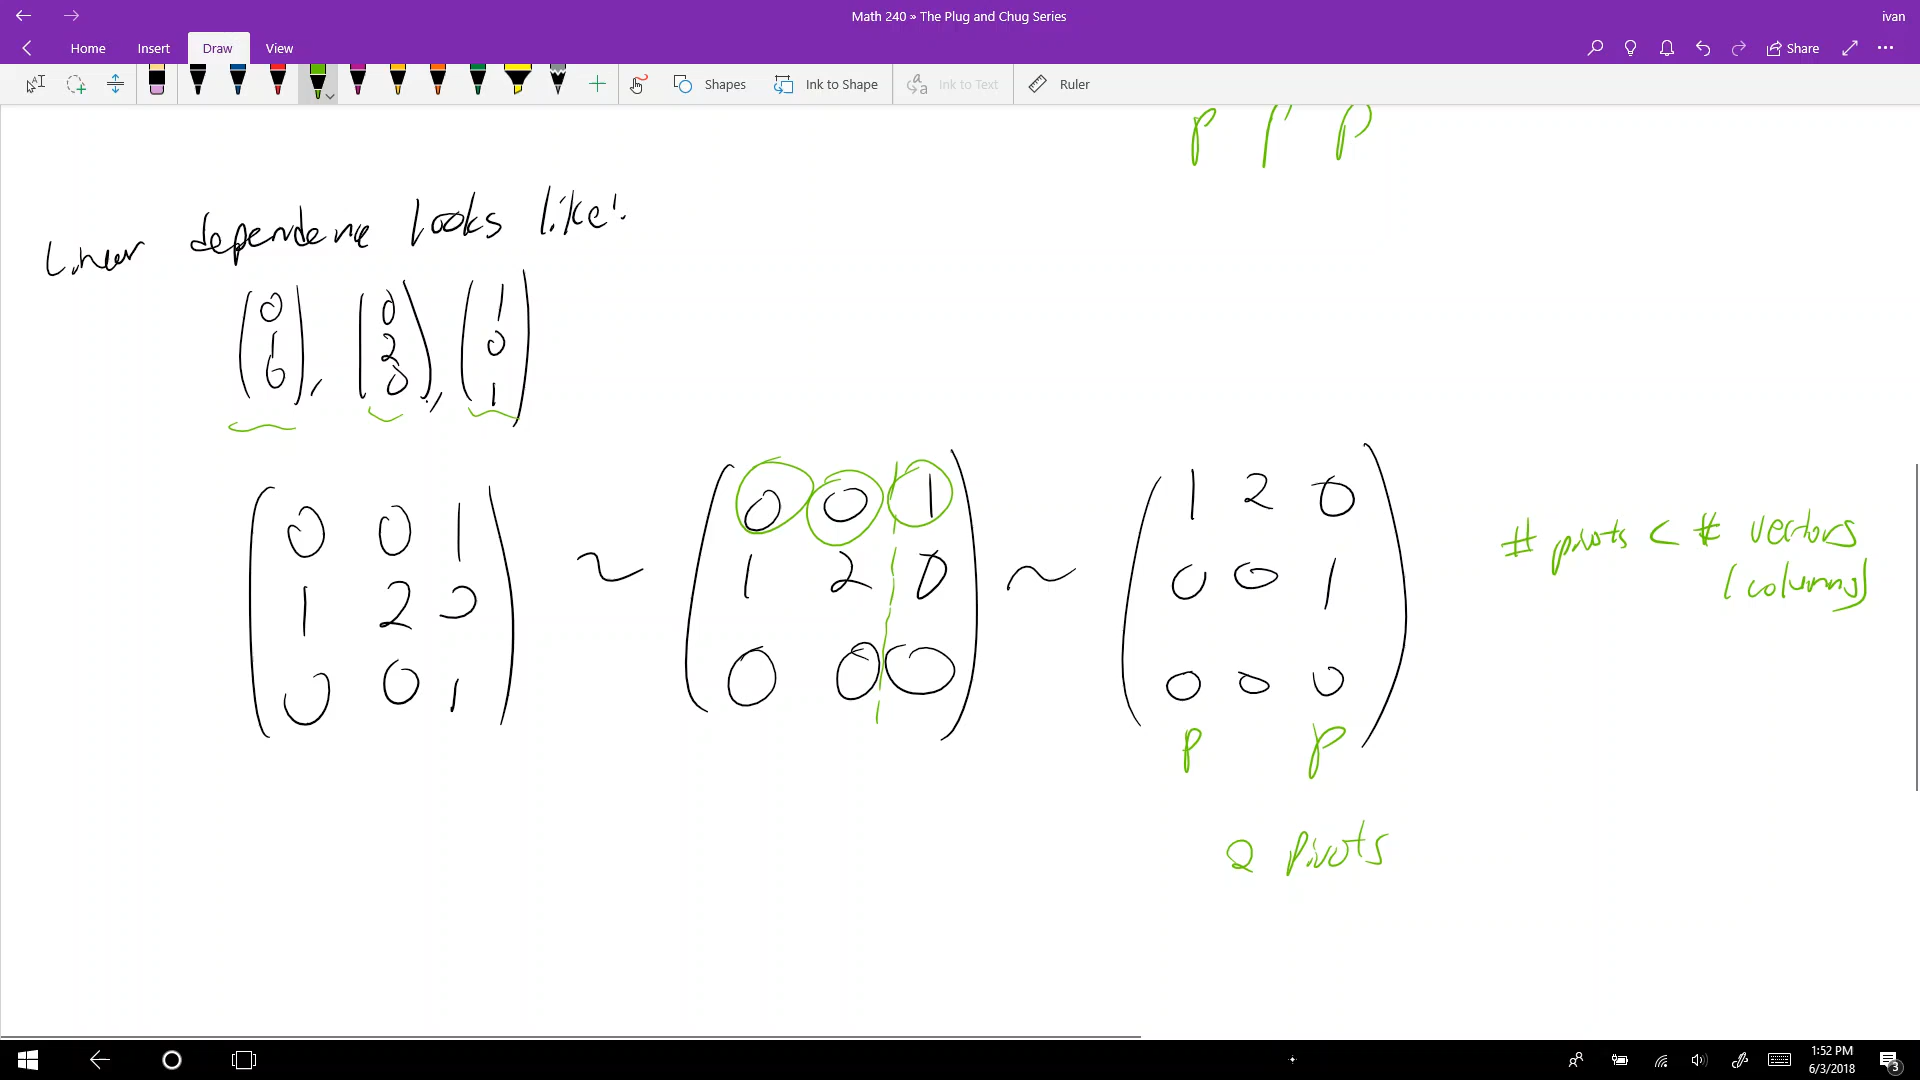 Math 240 » The Plug and Chug Series
ivan
Home Insert Draw View
Share
Shapes
Ink to Shape
Ink to Text
Ruler
P P P
Linear dependence looks like:
0 0 1
1 2 0
0 0 1
0 0 1 ~ 0 0 1 ~ 1 2 0
1 2 0 1 2 0 0 0 1
0 0 1 0 0 0 0 0 0
# pivots < # vectors
(columns)
P P
2 pivots
1:52 PM
6/3/2018
3